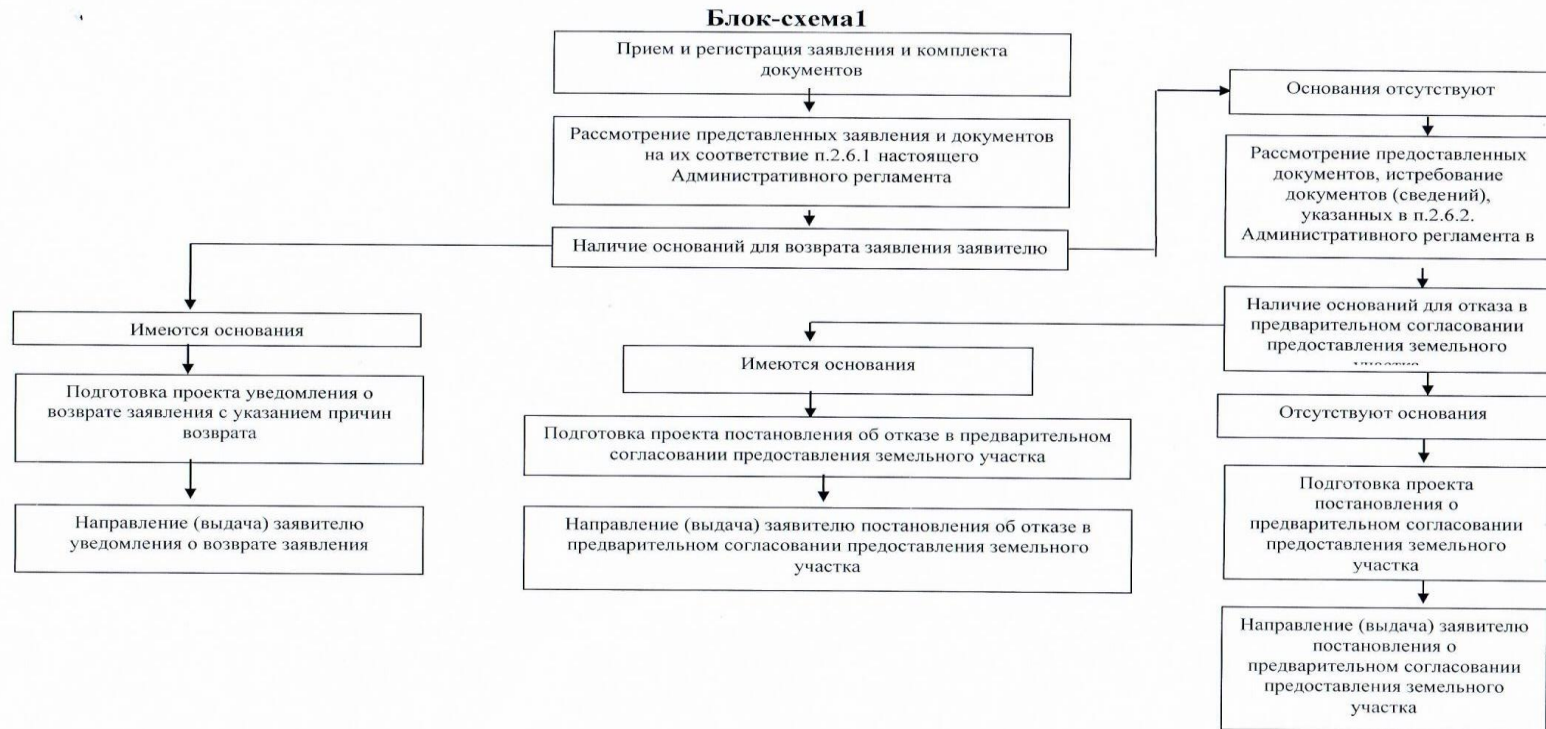 Блок-схема1
Прием и регистрация заявления и комплекта
документов
Рассмотрение представленных заявления и документов
на их соответствие п.2.6.1 настоящего
Административного регламента
Наличие оснований для возврата заявления заявителю
Основания отсутствуют
Рассмотрение предоставленных
документов, истребование
документов (сведений),
указанных в п.2.6.2.
Административного регламента в
Наличие оснований для отказа в
предварительном согласовании
предоставления земельного
Имеются основания
Подготовка проекта уведомления о
возврате заявления с указанием причин
возврата
Направление (выдача) заявителю
уведомления о возврате заявления
Имеются основания
Подготовка проекта постановления об отказе в предварительном
согласовании предоставления земельного участка
Направление (выдача) заявителю постановления об отказе в
предварительном согласовании предоставления земельного
участка
Отсутствуют основания
Подготовка проекта
постановления о
предварительном согласовании
предоставления земельного
участка
Направление (выдача) заявителю
постановления о
предварительном согласовании
предоставления земельного
участка